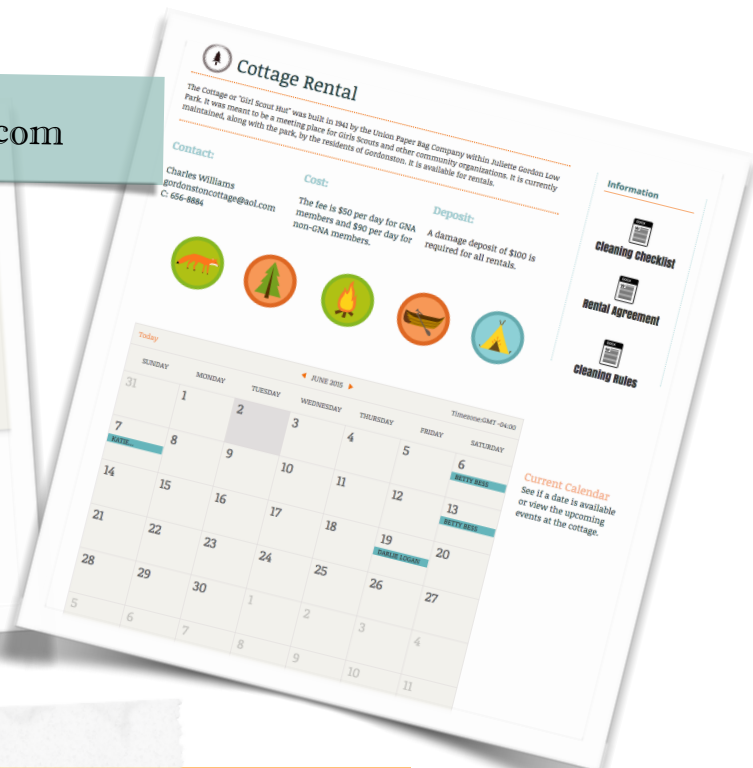 com
Cottage Rental
The Cottage or "Girl Scout Hut" was built in 1941 by the Union Paper Bag Company within Juliette Gordon Low
Park. It was meant to be a meeting place for Girls Scouts and other community organizations. It is currently
maintained, along with the park, by the residents of Gordonston. It is available for rentals.
Contact:
Charles Williams
gordonstoncottage@aol.com
C: 656-8884
Cost:
The fee is $50 per day for GNA
members and $90 per day for
non-GNA members.
Deposit:
A damage deposit of $100 is
required for all rentals.
Information
Cleaning Checklist
Rental Agreement
Cleaning Rules
Today
JUNE 2015
Timezone:GMT -04:00
SUNDAY MONDAY TUESDAY WEDNESDAY THURSDAY FRIDAY SATURDAY
31 1 2 3 4 5 6
BETTY BESS
7 8 9 10 11 12 13
KATIE... BETTY BESS
14 15 16 17 18 19 20
DARLIE LOGAN
21 22 23 24 25 26 27
28 29 30 1 2 3 4
5 6 7 8 9 10 11
Current Calendar
See if a date is available
or view the upcoming
events at the cottage.